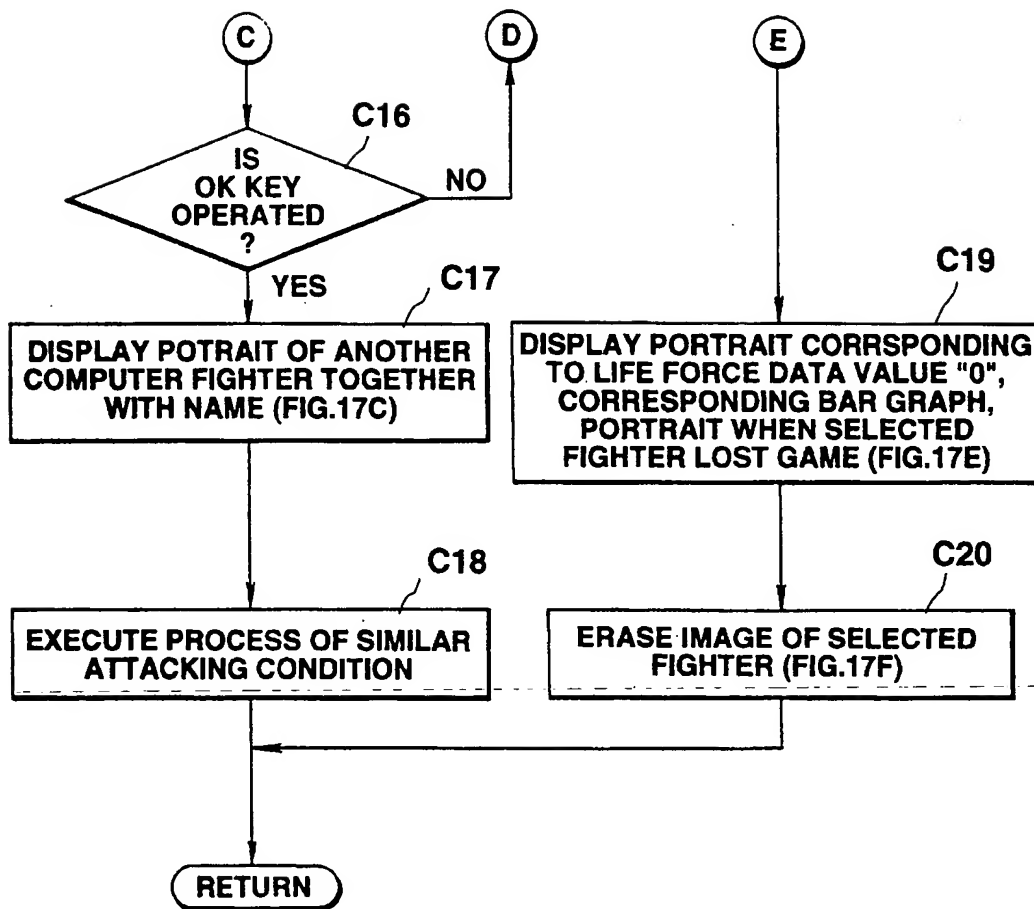 C
D
E
C16
IS
OK KEY
OPERATED
?
NO
YES
C17
DISPLAY POTRAIT OF ANOTHER
COMPUTER FIGHTER TOGETHER
WITH NAME (FIG.17C)
C19
DISPLAY PORTRAIT CORRSPONDING
TO LIFE FORCE DATA VALUE "0",
CORRESPONDING BAR GRAPH,
PORTRAIT WHEN SELECTED
FIGHTER LOST GAME (FIG.17E)
C18
EXECUTE PROCESS OF SIMILAR
ATTACKING CONDITION
C20
ERASE IMAGE OF SELECTED
FIGHTER (FIG.17F)
RETURN